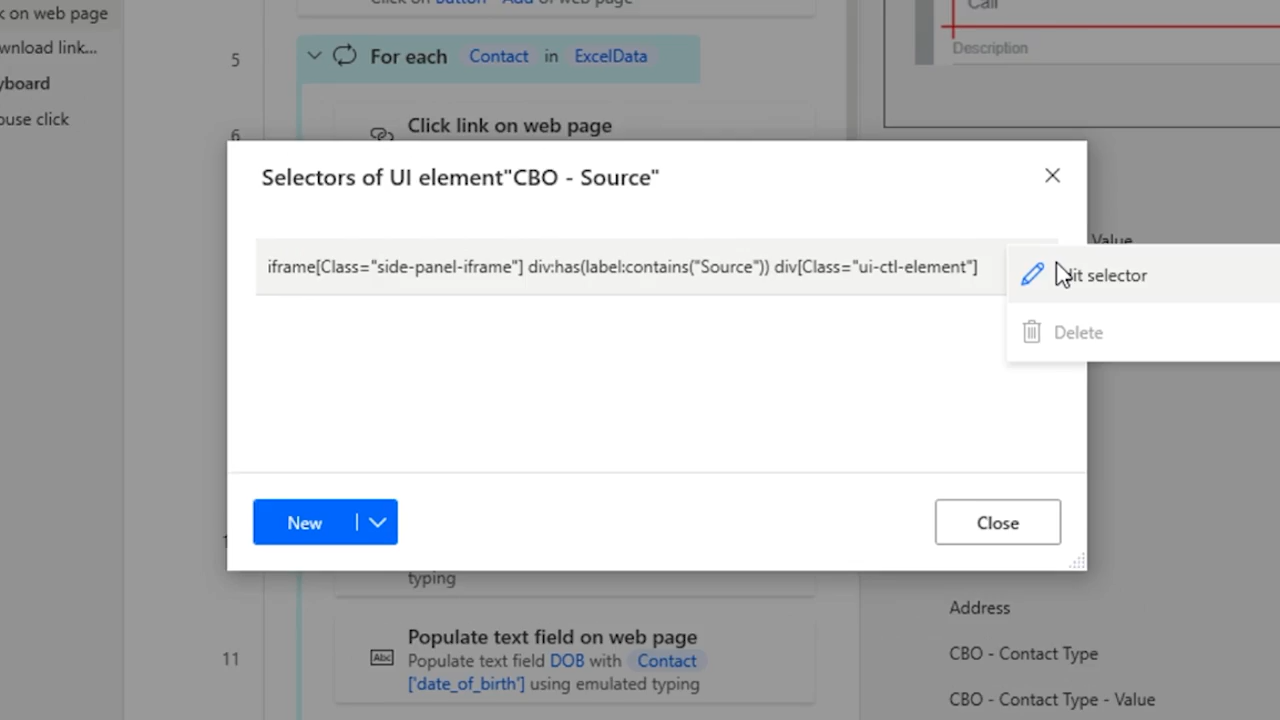 k on web page
wnload link...
yboard
ouse click
5
For each Contact in ExcelData
6
Click link on web page
Call
Description
Selectors of UI element"CBO - Source"
Value
iframe[Class="side-panel-iframe"] div:has(label:contains("Source")) div[Class="ui-ctl-element"]
dit selector
Delete
New
Close
typing
11
Populate text field on web page
Populate text field DOB with Contact
['date_of_birth'] using emulated typing
Address
CBO - Contact Type
CBO - Contact Type - Value